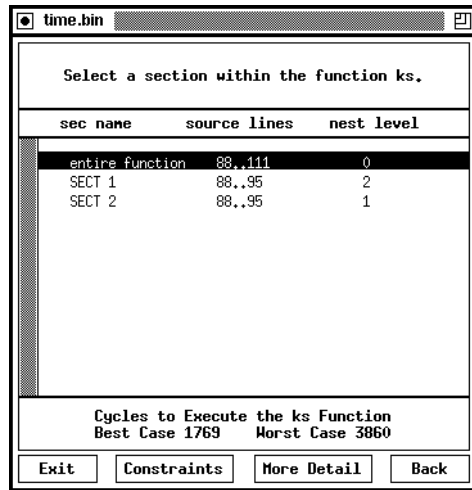 time.bin
Select a section within the function ks.
sec name source lines nest level
entire function 88..111 0
SECT 1 88..95 2
SECT 2 88..95 1
Cycles to Execute the ks Function
Best Case 1769 Worst Case 3860
Exit Constraints More Detail Back